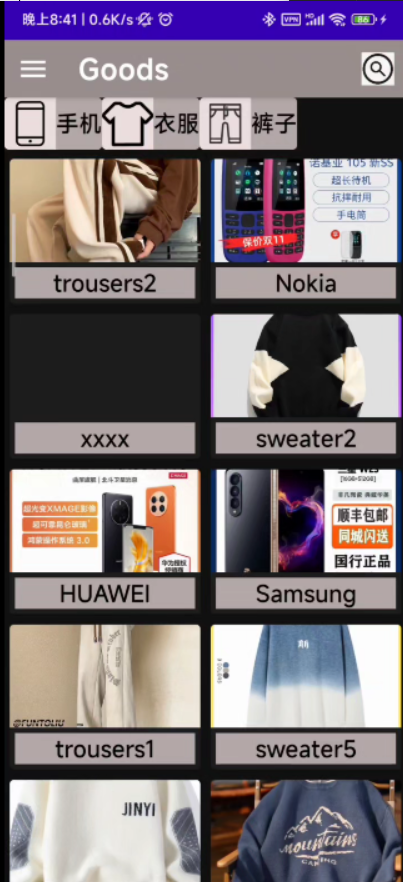 晚上8:41 | 0.6K/s
VPN
86
Goods
手机 衣服 裤子
诺基亚 105 新SS
超长待机
抗摔耐用
手电筒
保价双11
trousers2
Nokia
xxxx
sweater2
超光变XMAGE影像
超可靠昆仑玻璃
鸿蒙操作系统 3.0
顺丰包邮
同城闪送
国行正品
HUAWEI
Samsung
@FUNTOLIU
trousers1
sweater5
JINYI
Mountains